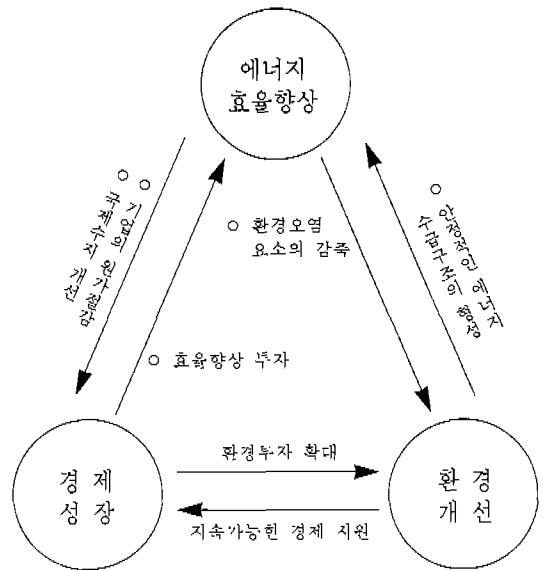 에너지
효율향상
○ 기업의 원가절감
○ 국제수지 개선
○ 환경오염
요소의 감축
○ 안정적인 에너지
수급구조의 형성
○ 효율향상 투자
환경투자 확대
경 제
성 장
환 경
개 선
지속가능한 경제 지원